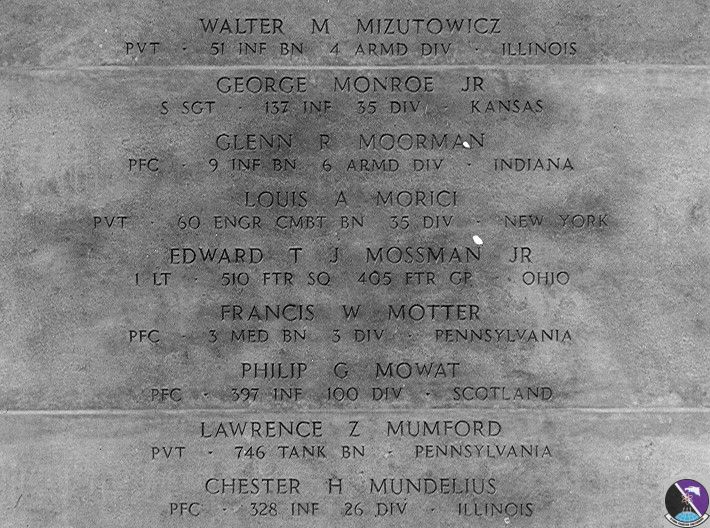 WALTER M MIZUTOWICZ
PVT · 51 INF BN 4 ARMD DIV · ILLINOIS
GEORGE MONROE JR
S SGT · 137 INF 35 DIV · KANSAS
GLENN R MOORMAN
PFC · 9 INF BN 6 ARMD DIV · INDIANA
LOUIS A MORICI
PVT · 60 ENGR CMBT BN 35 DIV · NEW YORK
EDWARD T J MOSSMAN JR
1 LT · 510 FTR SQ 405 FTR GP · OHIO
FRANCIS W MOTTER
PFC · 3 MED BN 3 DIV · PENNSYLVANIA
PHILIP G MOWAT
PFC · 397 INF 100 DIV · SCOTLAND
LAWRENCE Z MUMFORD
PVT · 746 TANK BN · PENNSYLVANIA
CHESTER H MUNDELIUS
PFC · 328 INF 26 DIV · ILLINOIS